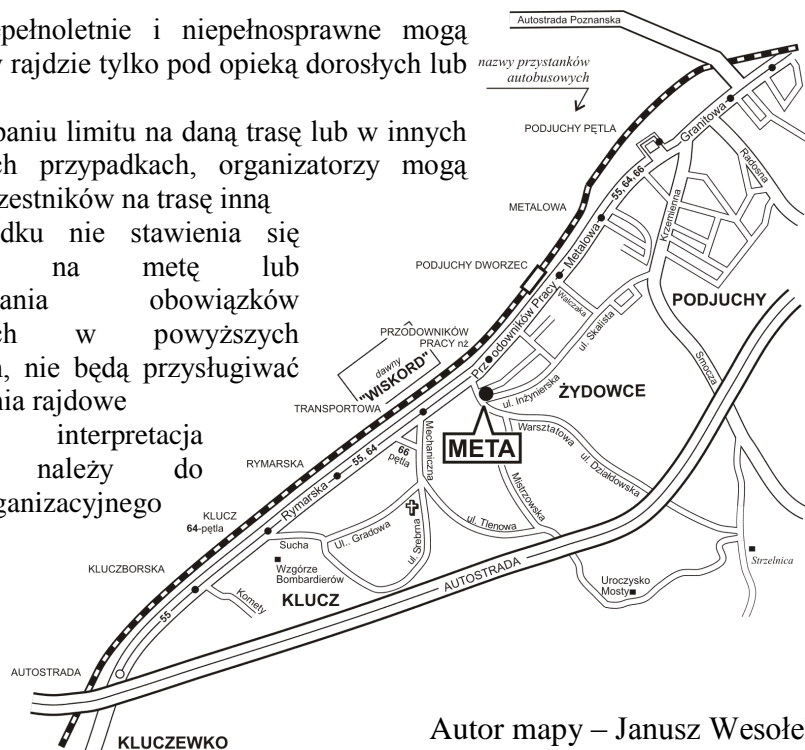 epełnoletnie i niepełnosprawne mogą
rajdzie tylko pod opieką dorosłych lub
paniu limitu na daną trasę lub w innych
ch przypadkach, organizatorzy mogą
zestników na trasę inną
dku nie stawienia się
na metę lub
ania obowiązków
ch w powyższych
, nie będą przysługiwać
nia rajdowe
interpretacja
należy do
ganizacyjnego
Autostrada Poznanska
nazwy przystanków
autobusowych
PODJUCHY PĘTLA
Granitowa
Radosna
55, 64, 66
METALOWA
Krzemienna
Metalowa
PODJUCHY DWORZEC
PODJUCHY
Walczaka
Przodowników Pracy
ul. Skalista
PRZODOWNIKÓW
PRACY nż
Smocza
dawny
"WISKORD"
ŻYDOWCE
ul. Inżynierska
TRANSPORTOWA
META
Warsztatowa
Mechaniczna
66
pętla
55, 64
ul. Działdowska
RYMARSKA
Mistrzowska
Rymarska
KLUCZ
64-pętla
ul. Tlenowa
Ul.. Gradowa
ul. Srebrna
Sucha
Wzgórze
Bombardierów
Strzelnica
KLUCZBORSKA
AUTOSTRADA
Uroczysko
Mosty
KLUCZ
Komety
55
AUTOSTRADA
KLUCZEWKO
Autor mapy – Janusz Wesołe